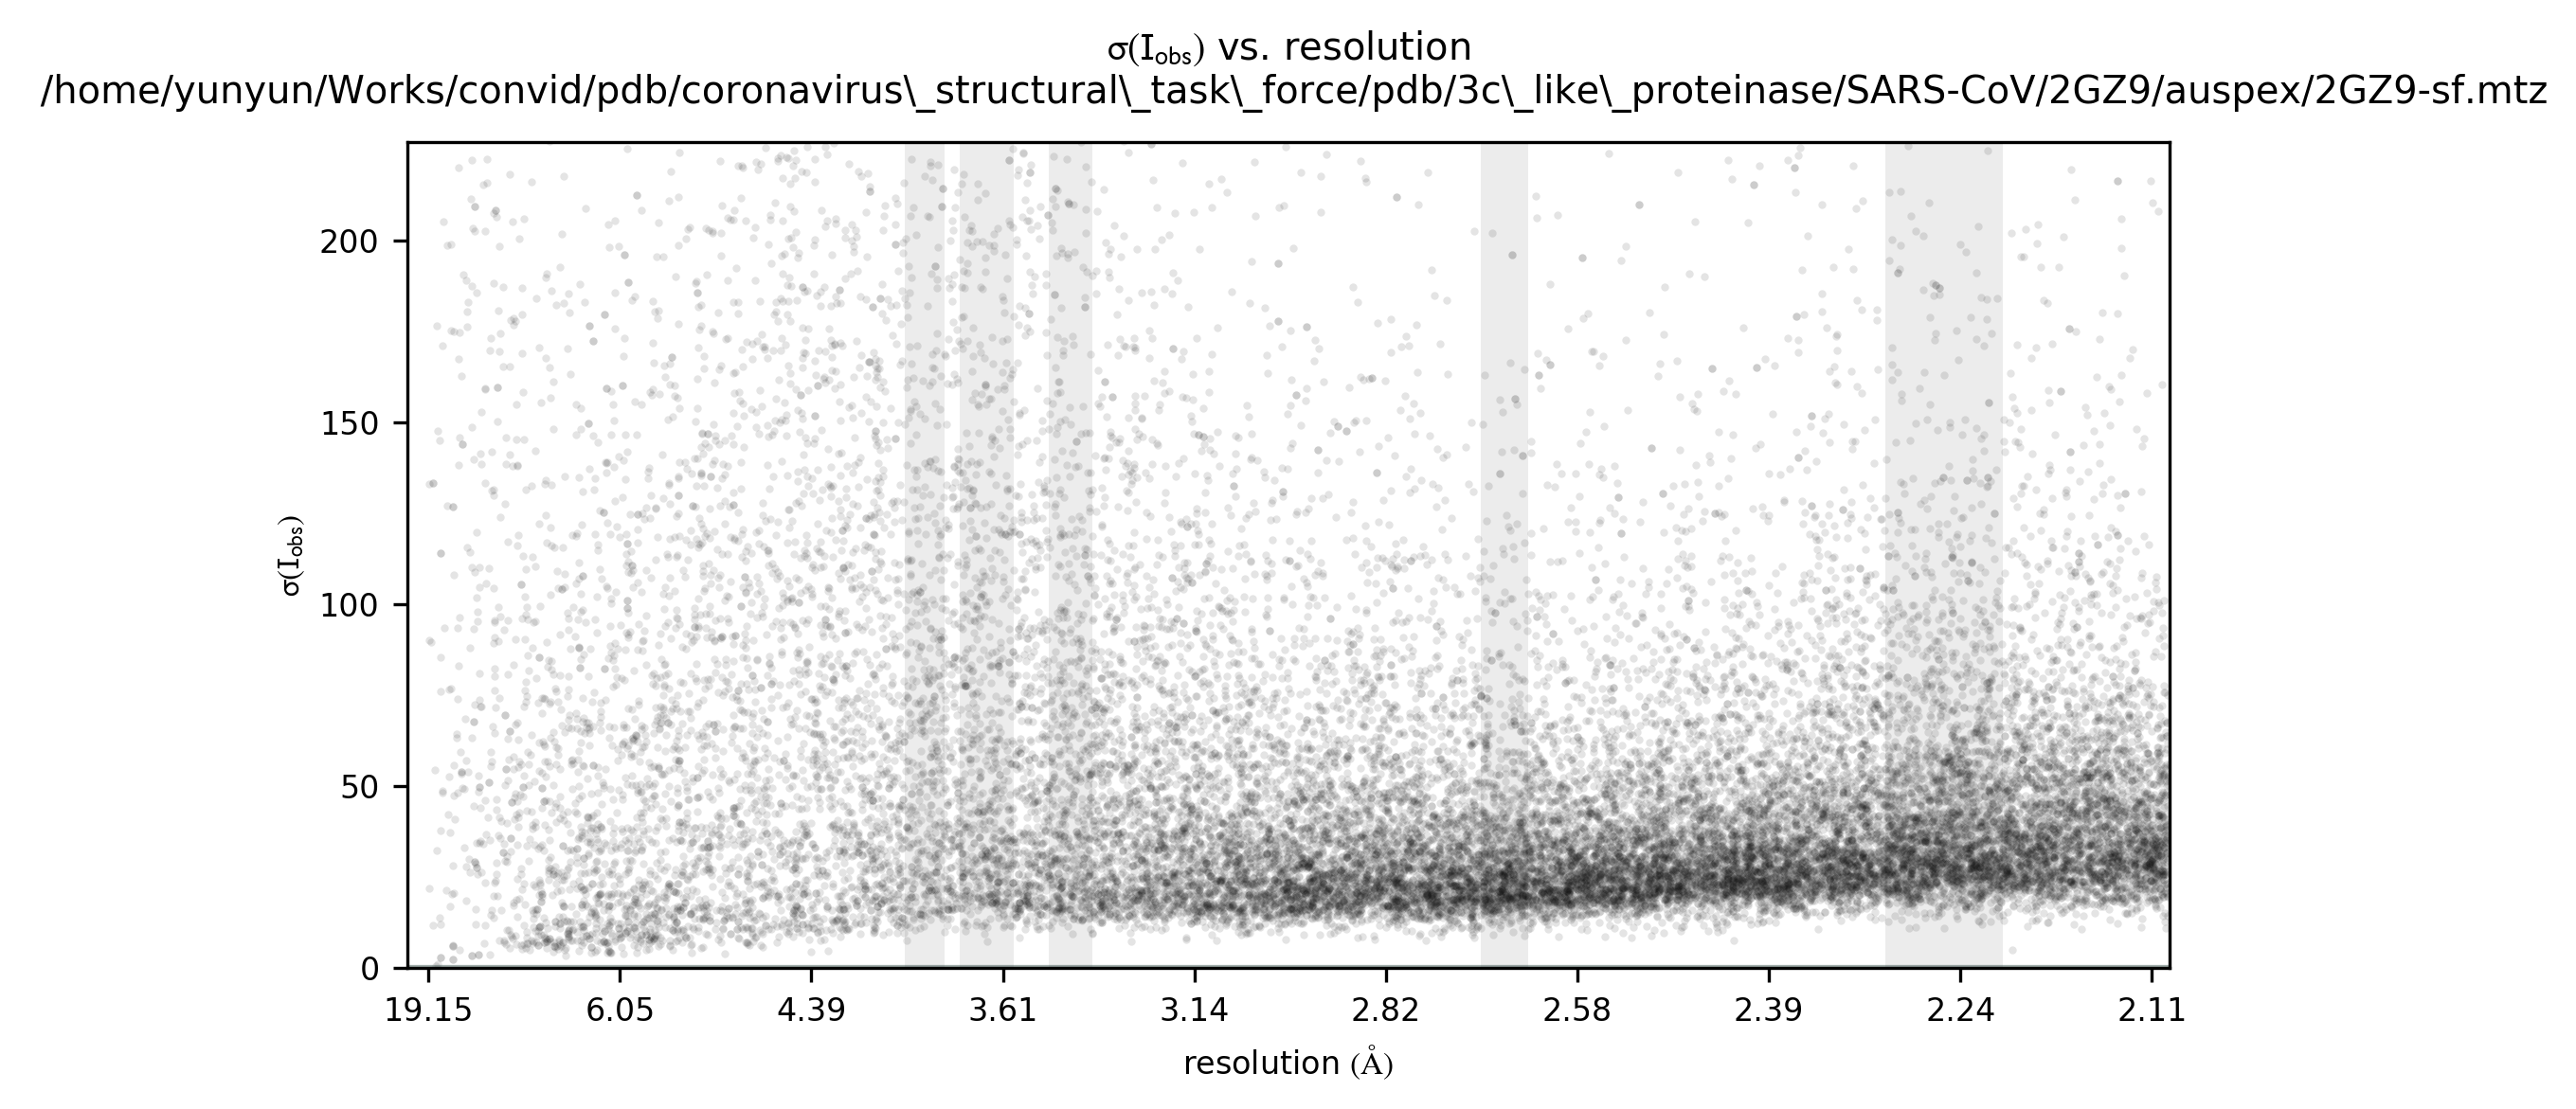 σ(I_obs) vs. resolution
/home/yunyun/Works/convid/pdb/coronavirus\_structural\_task\_force/pdb/3c\_like\_proteinase/SARS-CoV/2GZ9/auspex/2GZ9-sf.mtz
200
150
100
50
0
σ(I_obs)
19.15 6.05 4.39 3.61 3.14 2.82 2.58 2.39 2.24 2.11
resolution (Å)